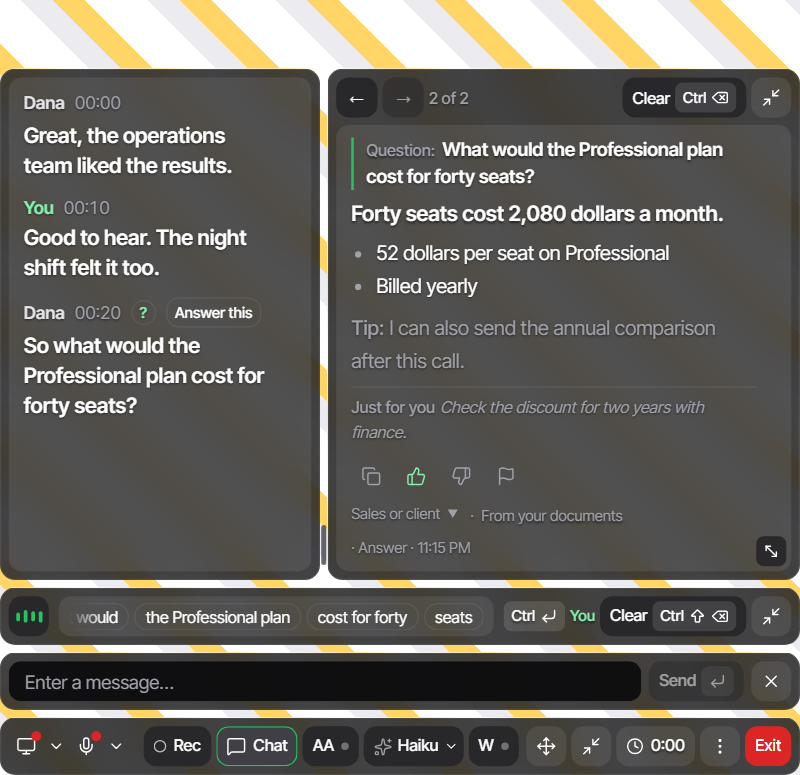 Dana 00:00
Great, the operations
team liked the results.
You 00:10
Good to hear. The night
shift felt it too.
Dana 00:20 ? Answer this
So what would the
Professional plan cost for
forty seats?
← → 2 of 2 Clear Ctrl
Question: What would the Professional plan
cost for forty seats?
Forty seats cost 2,080 dollars a month.
• 52 dollars per seat on Professional
• Billed yearly
Tip: I can also send the annual comparison
after this call.
Just for you Check the discount for two years with
finance.
Sales or client ▼ · From your documents
· Answer · 11:15 PM
would the Professional plan cost for forty seats Ctrl You Clear Ctrl
Enter a message... Send
Rec Chat AA Haiku W 0:00 Exit